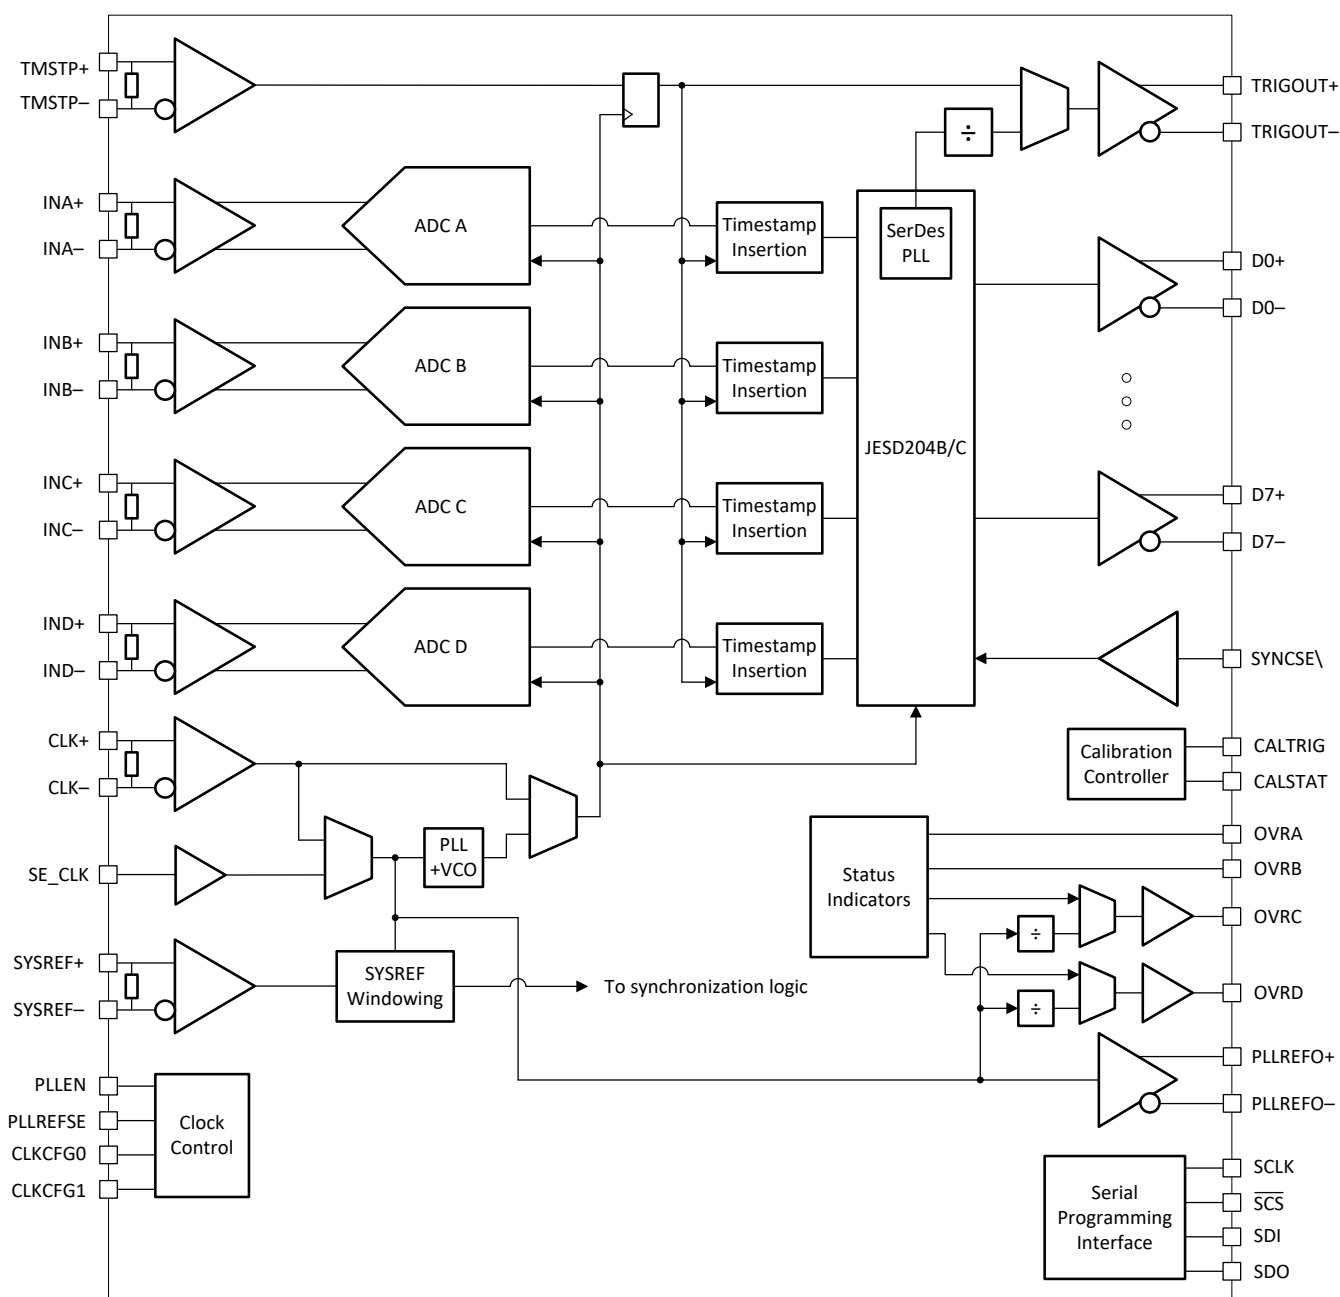 TMSTP+
TMSTP–
INA+
INA–
INB+
INB–
INC+
INC–
IND+
IND–
CLK+
CLK–
SE_CLK
SYSREF+
SYSREF–
PLLEN
PLLREFSE
CLKCFG0
CLKCFG1
ADC A
ADC B
ADC C
ADC D
PLL
+VCO
SYSREF
Windowing
To synchronization logic
Clock
Control
Timestamp
Insertion
Timestamp
Insertion
Timestamp
Insertion
Timestamp
Insertion
÷
SerDes
PLL
JESD204B/C
Calibration
Controller
Status
Indicators
÷
÷
Serial
Programming
Interface
TRIGOUT+
TRIGOUT–
D0+
D0–
D7+
D7–
SYNCSE\
CALTRIG
CALSTAT
OVRA
OVRB
OVRC
OVRD
PLLREFO+
PLLREFO–
SCLK
SCS
SDI
SDO